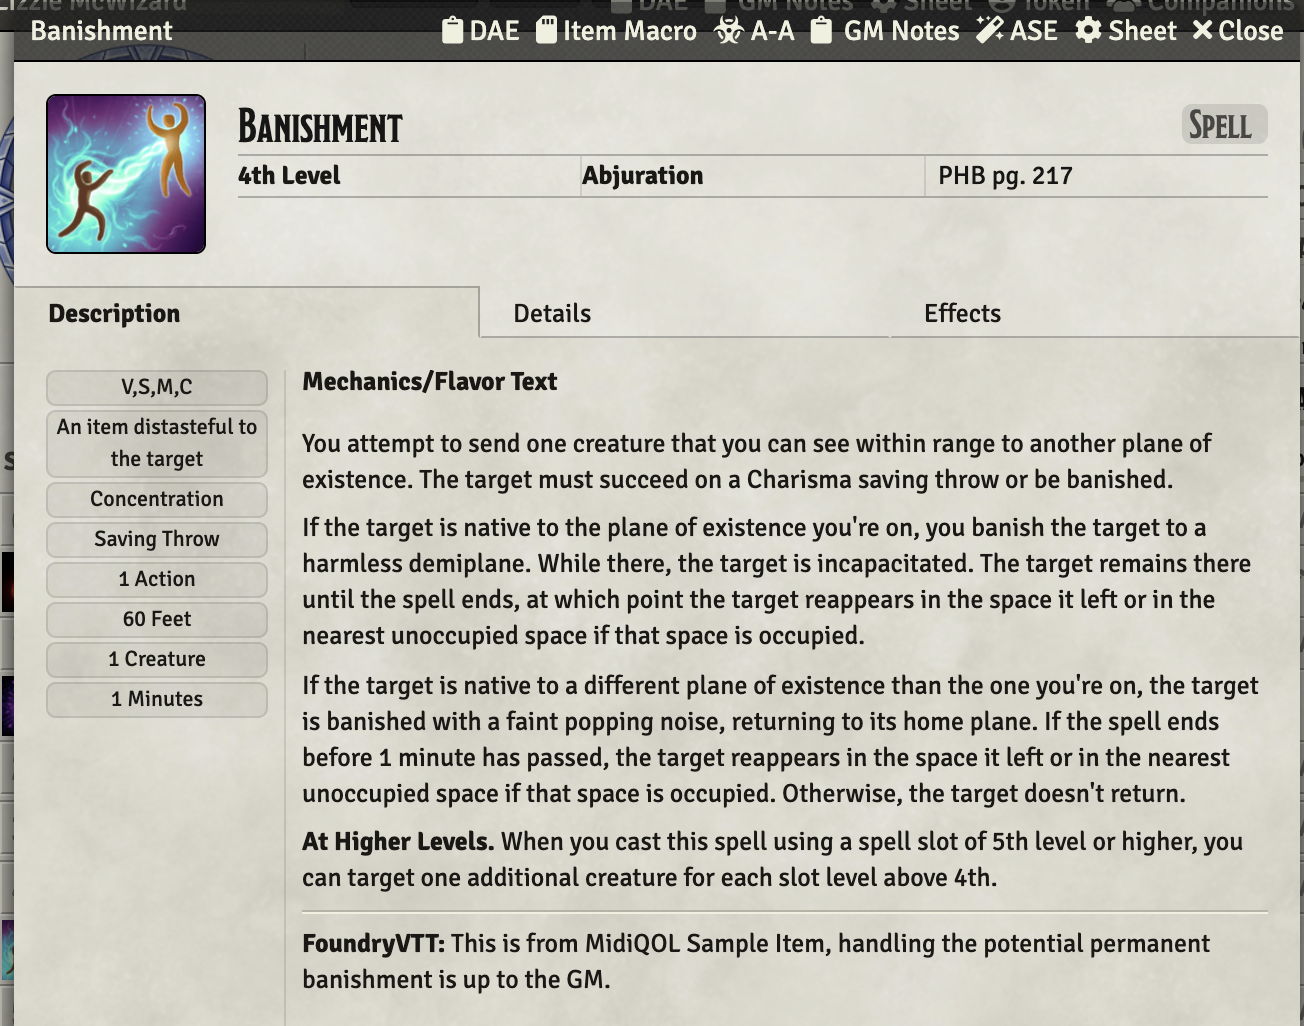 Lizzie McWizard DAE GM Notes Sheet Token Companions
Banishment DAE Item Macro A-A GM Notes ASE Sheet Close
Banishment Spell
4th Level Abjuration PHB pg. 217
Description Details Effects
V,S,M,C
An item distasteful to
the target
Concentration
Saving Throw
1 Action
60 Feet
1 Creature
1 Minutes
Mechanics/Flavor Text
You attempt to send one creature that you can see within range to another plane of
existence. The target must succeed on a Charisma saving throw or be banished.
If the target is native to the plane of existence you're on, you banish the target to a
harmless demiplane. While there, the target is incapacitated. The target remains there
until the spell ends, at which point the target reappears in the space it left or in the
nearest unoccupied space if that space is occupied.
If the target is native to a different plane of existence than the one you're on, the target
is banished with a faint popping noise, returning to its home plane. If the spell ends
before 1 minute has passed, the target reappears in the space it left or in the nearest
unoccupied space if that space is occupied. Otherwise, the target doesn't return.
At Higher Levels. When you cast this spell using a spell slot of 5th level or higher, you
can target one additional creature for each slot level above 4th.
FoundryVTT: This is from MidiQOL Sample Item, handling the potential permanent
banishment is up to the GM.